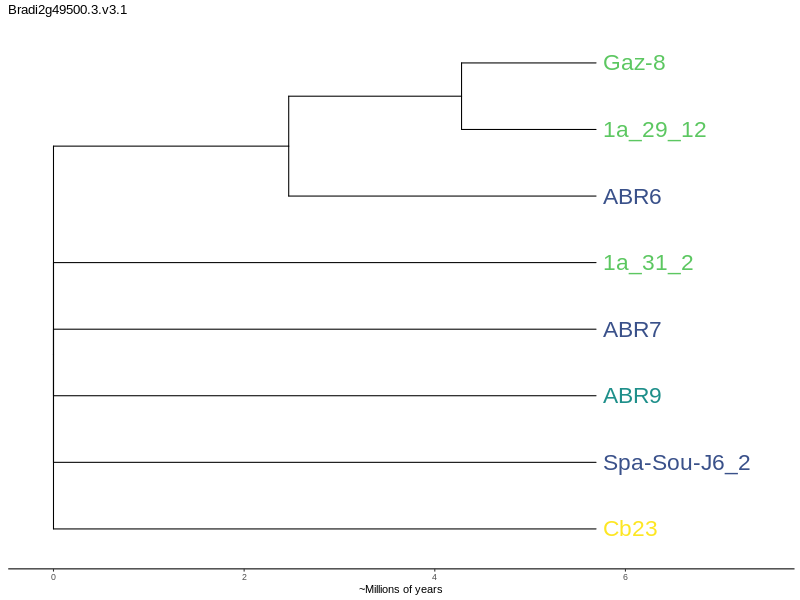 Bradi2g49500.3.v3.1
Gaz-8
1a_29_12
ABR6
1a_31_2
ABR7
ABR9
Spa-Sou-J6_2
Cb23
0 2 4 6
~Millions of years